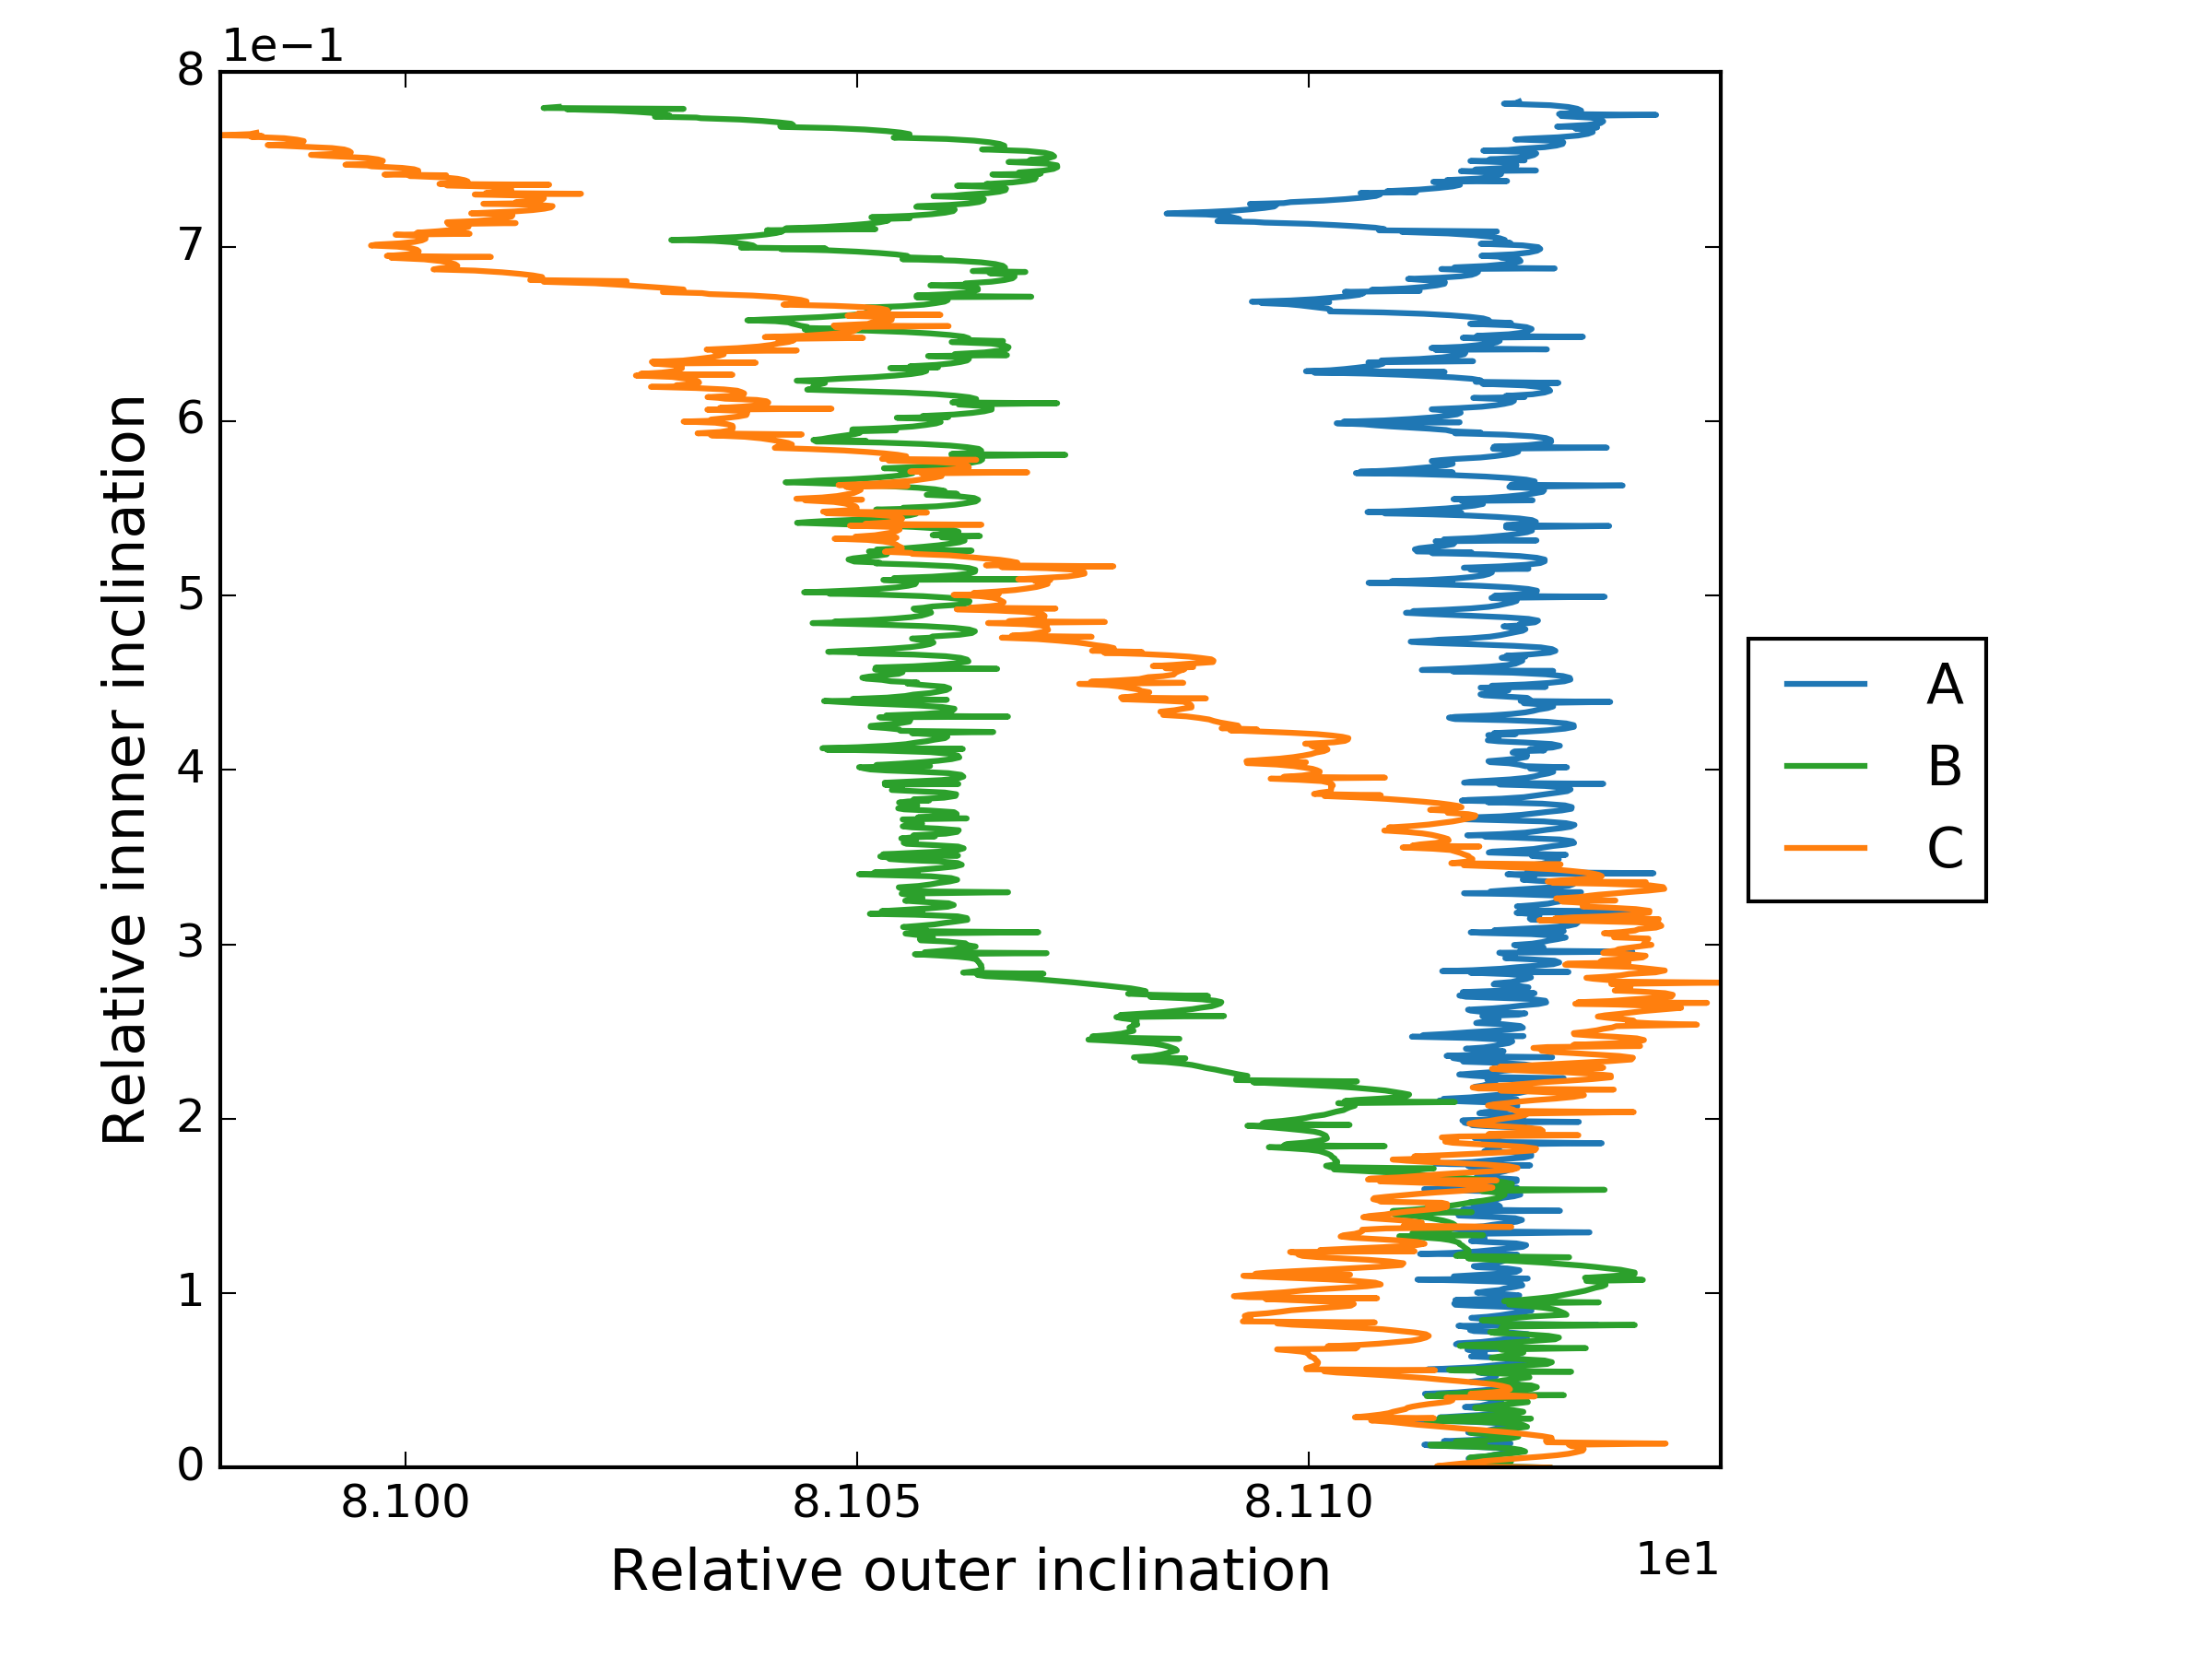 1e−1
8
7
6
5
4
3
2
1
0
Relative inner inclination
8.100
8.105
8.110
1e1
Relative outer inclination
A
B
C